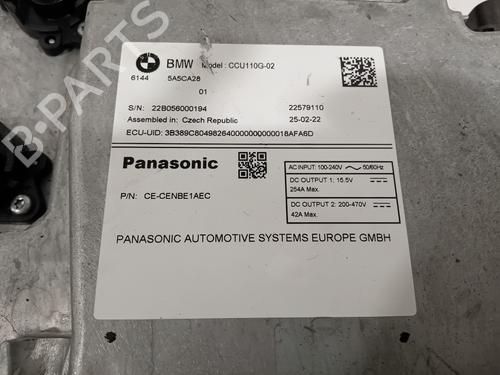 BMW Model: CCU110G-02
6144 5A5CA28
01
S/N: 22B056000194 22579110
Assembled in: Czech Republic 25-02-22
ECU-UID: 3B389C80498264000000000018AFA6D
Panasonic
AC INPUT: 100-240V 50/60Hz
DC OUTPUT 1: 15.5V
254A Max.
DC OUTPUT 2: 200-470V
42A Max.
P/N: CE-CENBE1AEC
PANASONIC AUTOMOTIVE SYSTEMS EUROPE GMBH